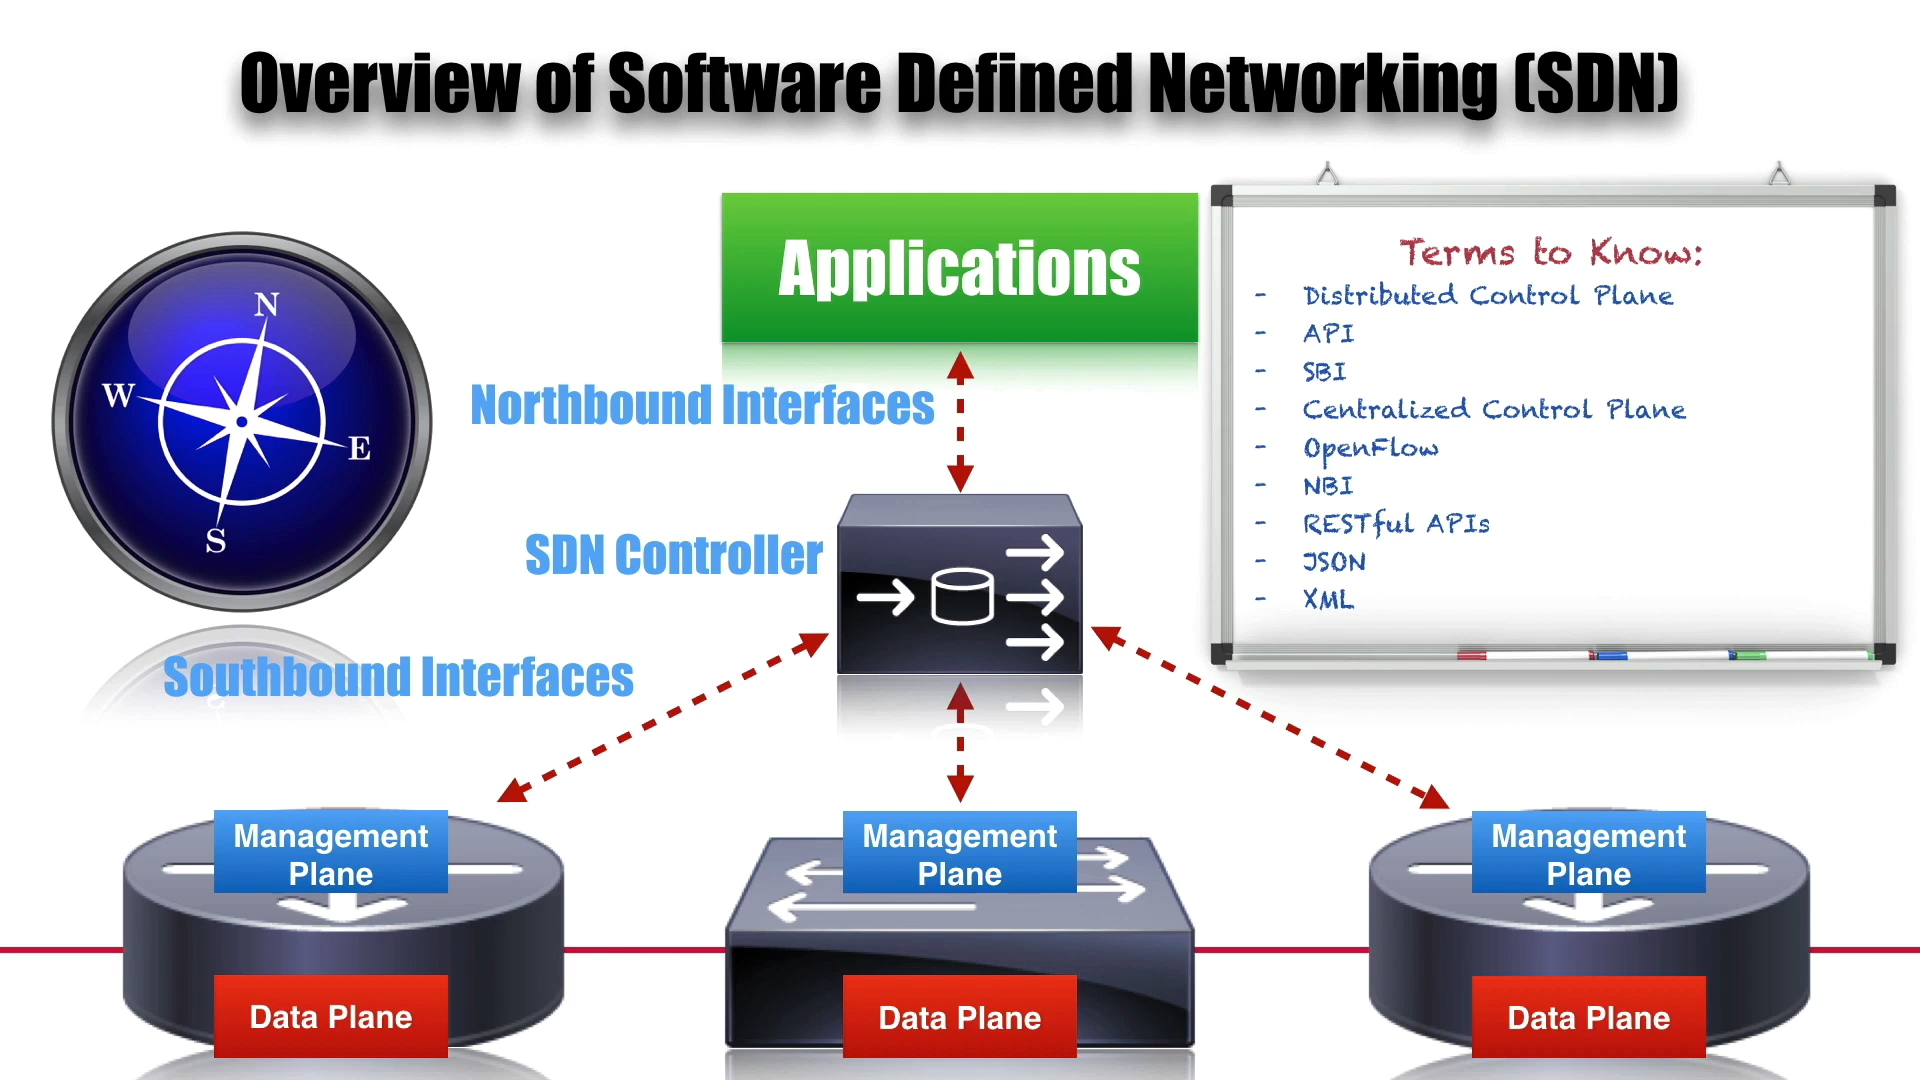 Overview of Software Defined Networking (SDN)
Applications
N
W
E
S
Northbound Interfaces
SDN Controller
Southbound Interfaces
Terms to Know:
- Distributed Control Plane
- API
- SBI
- Centralized Control Plane
- OpenFlow
- NBI
- RESTful APIs
- JSON
- XML
Management
Plane
Data Plane
Management
Plane
Data Plane
Management
Plane
Data Plane